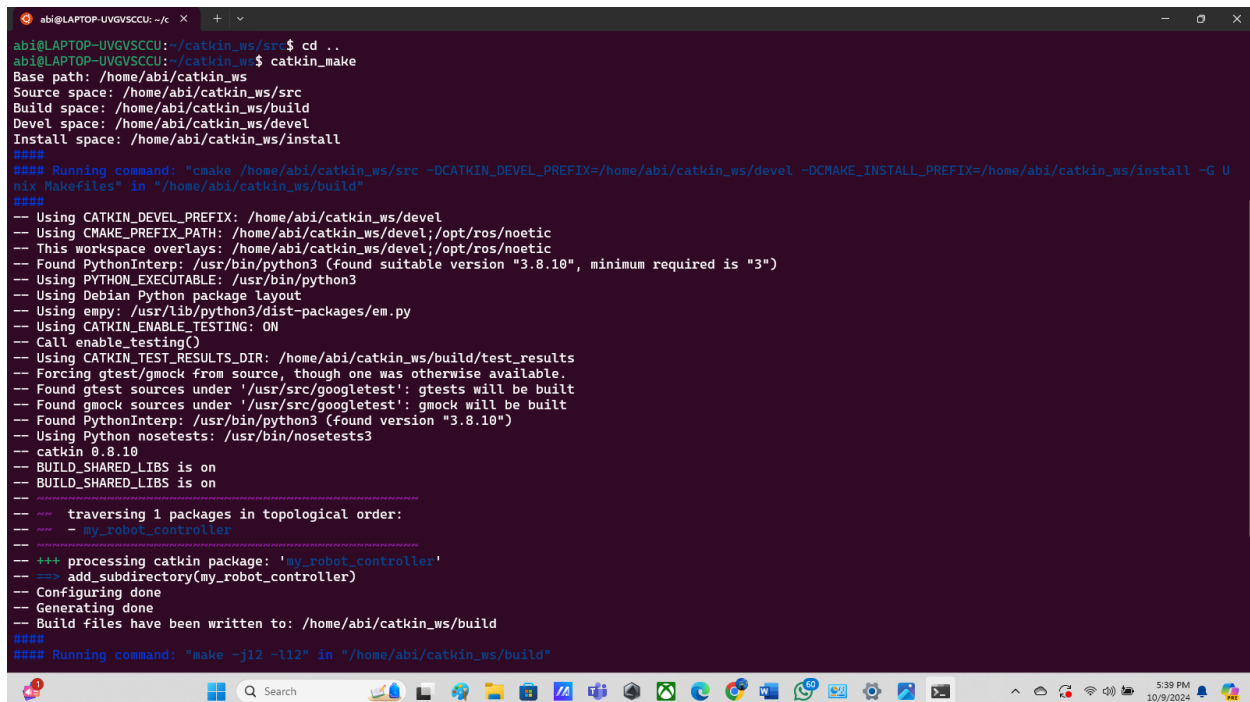 abi@LAPTOP-UVGVSCCU: ~/c
abi@LAPTOP-UVGVSCCU:~/catkin_ws/src$ cd ..
abi@LAPTOP-UVGVSCCU:~/catkin_ws$ catkin_make
Base path: /home/abi/catkin_ws
Source space: /home/abi/catkin_ws/src
Build space: /home/abi/catkin_ws/build
Devel space: /home/abi/catkin_ws/devel
Install space: /home/abi/catkin_ws/install
####
#### Running command: "cmake /home/abi/catkin_ws/src -DCATKIN_DEVEL_PREFIX=/home/abi/catkin_ws/devel -DCMAKE_INSTALL_PREFIX=/home/abi/catkin_ws/install -G U
nix Makefiles" in "/home/abi/catkin_ws/build"
####
-- Using CATKIN_DEVEL_PREFIX: /home/abi/catkin_ws/devel
-- Using CMAKE_PREFIX_PATH: /home/abi/catkin_ws/devel;/opt/ros/noetic
-- This workspace overlays: /home/abi/catkin_ws/devel;/opt/ros/noetic
-- Found PythonInterp: /usr/bin/python3 (found suitable version "3.8.10", minimum required is "3")
-- Using PYTHON_EXECUTABLE: /usr/bin/python3
-- Using Debian Python package layout
-- Using empy: /usr/lib/python3/dist-packages/em.py
-- Using CATKIN_ENABLE_TESTING: ON
-- Call enable_testing()
-- Using CATKIN_TEST_RESULTS_DIR: /home/abi/catkin_ws/build/test_results
-- Forcing gtest/gmock from source, though one was otherwise available.
-- Found gtest sources under '/usr/src/googletest': gtests will be built
-- Found gmock sources under '/usr/src/googletest': gmock will be built
-- Found PythonInterp: /usr/bin/python3 (found version "3.8.10")
-- Using Python nosetests: /usr/bin/nosetests3
-- catkin 0.8.10
-- BUILD_SHARED_LIBS is on
-- BUILD_SHARED_LIBS is on
-- ~~~~~~~~~~~~~~~~~~~~~~~~~~~~~~~~~~~~~~~~~~~~~~~~~
-- ~~  traversing 1 packages in topological order:
-- ~~  - my_robot_controller
-- ~~~~~~~~~~~~~~~~~~~~~~~~~~~~~~~~~~~~~~~~~~~~~~~~~
-- +++ processing catkin package: 'my_robot_controller'
-- ==> add_subdirectory(my_robot_controller)
-- Configuring done
-- Generating done
-- Build files have been written to: /home/abi/catkin_ws/build
####
#### Running command: "make -j12 -l12" in "/home/abi/catkin_ws/build"
1
Search
60
5:39 PM
10/9/2024
PRE